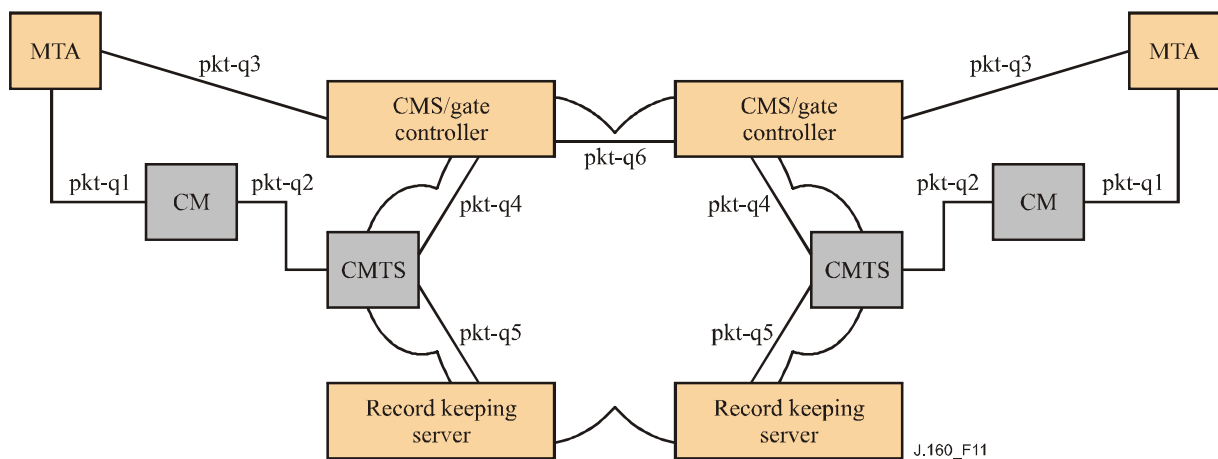 MTA
pkt-q3
CMS/gate
controller
pkt-q6
CMS/gate
controller
pkt-q3
MTA
pkt-q1
CM
pkt-q2
pkt-q4
pkt-q4
pkt-q2
CM
pkt-q1
CMTS
CMTS
pkt-q5
pkt-q5
Record keeping
server
Record keeping
server
J.160_F11